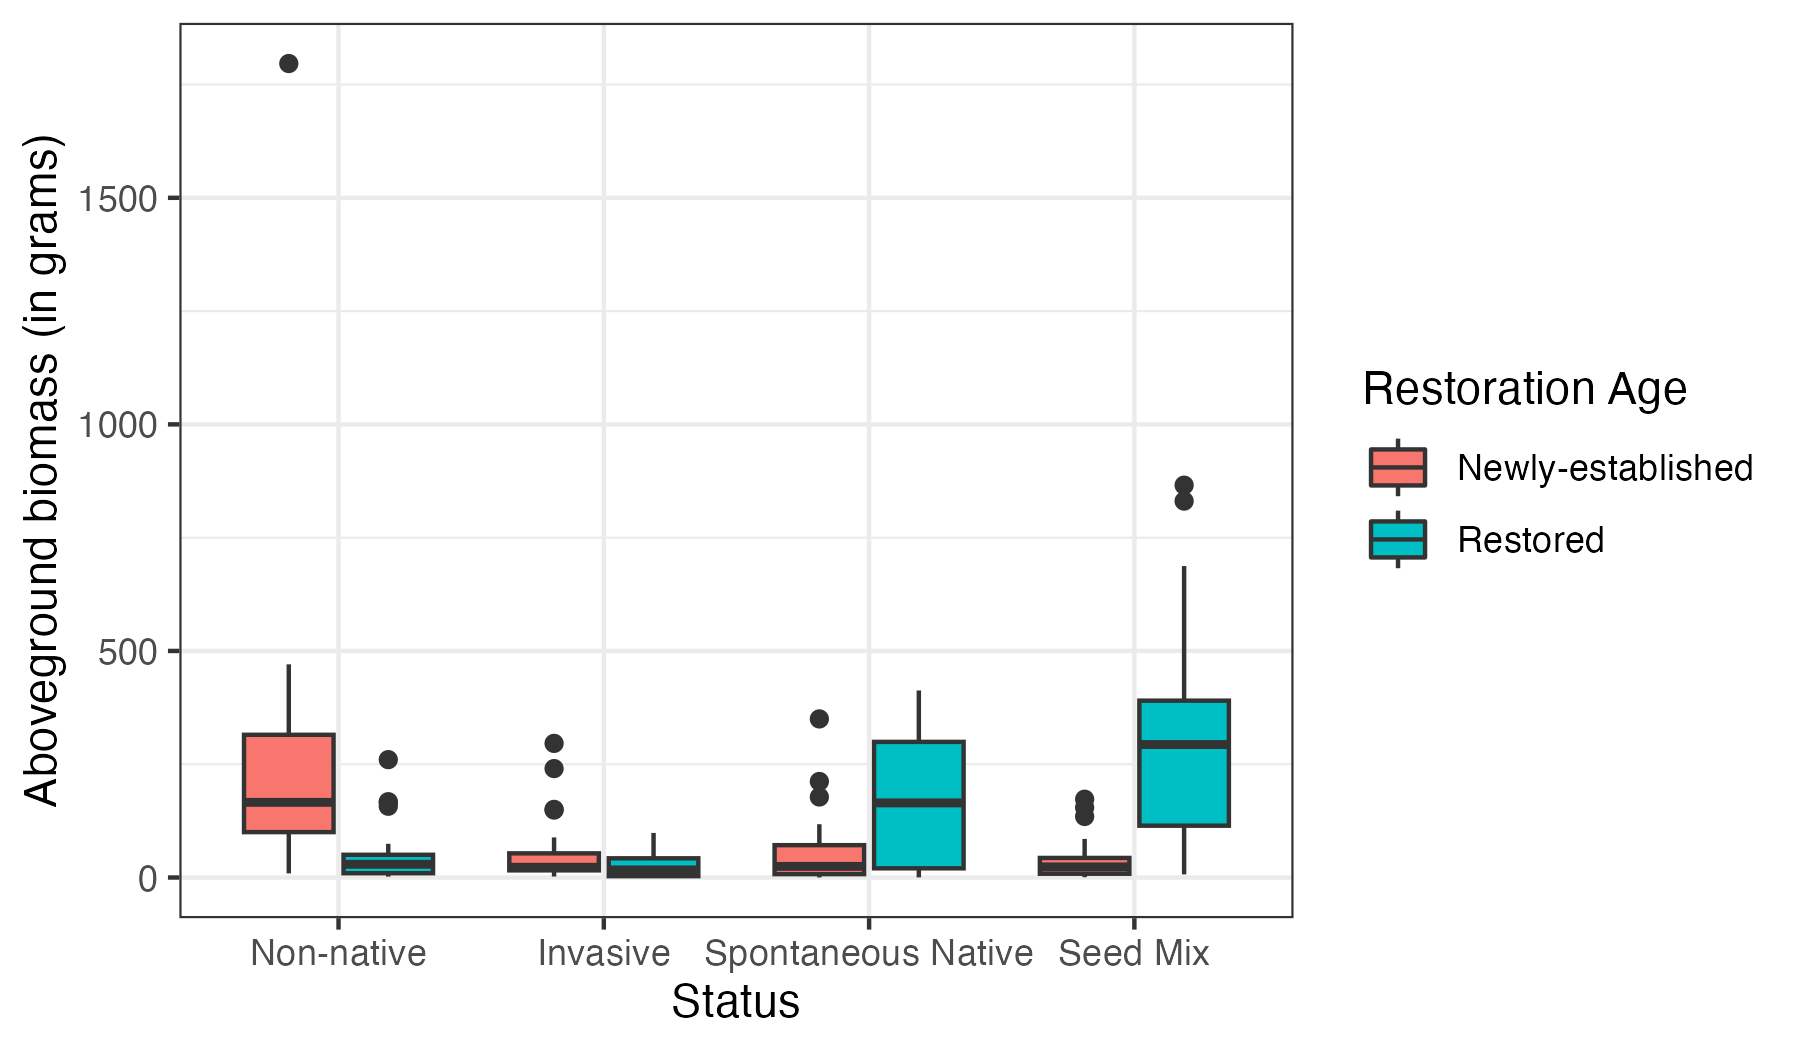 Aboveground biomass (in grams)
1500
1000
500
0
Non-native
Invasive
Spontaneous Native
Seed Mix
Status
Restoration Age
Newly-established
Restored